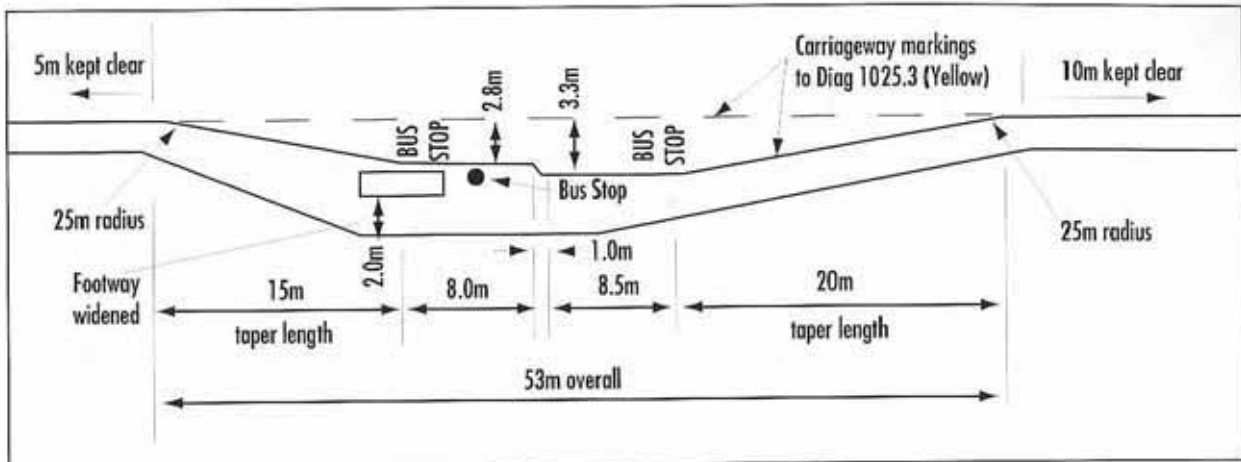 5m kept clear
2.8m
3.3m
Carriageway markings
to Diag 1025.3 (Yellow)
10m kept clear
BUS
STOP
BUS
STOP
Bus Stop
25m radius
2.0m
1.0m
25m radius
Footway
widened
15m
8.0m
8.5m
20m
taper length
taper length
53m overall